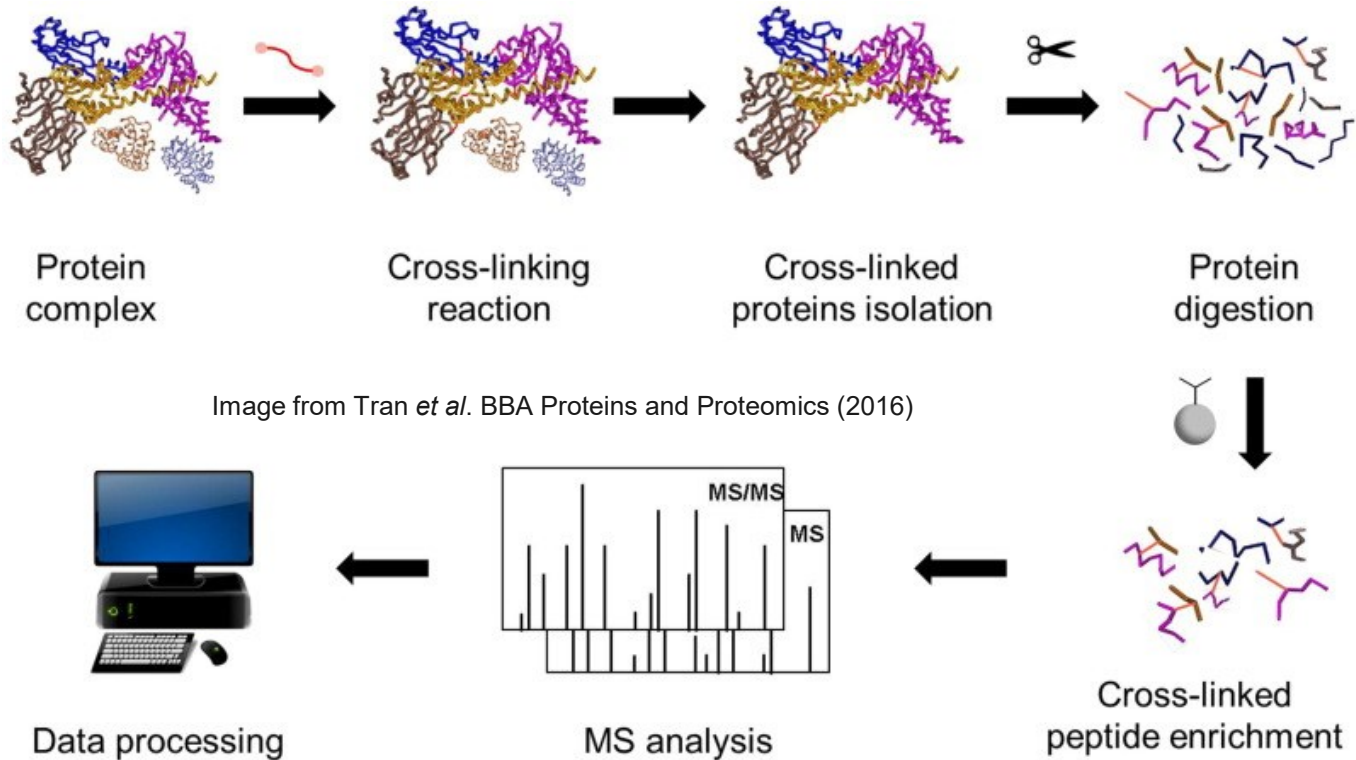 Protein
complex
Cross-linking
reaction
Cross-linked
proteins isolation
Protein
digestion
Image from Tran et al. BBA Proteins and Proteomics (2016)
Cross-linked
peptide enrichment
MS/MS
MS
MS analysis
Data processing